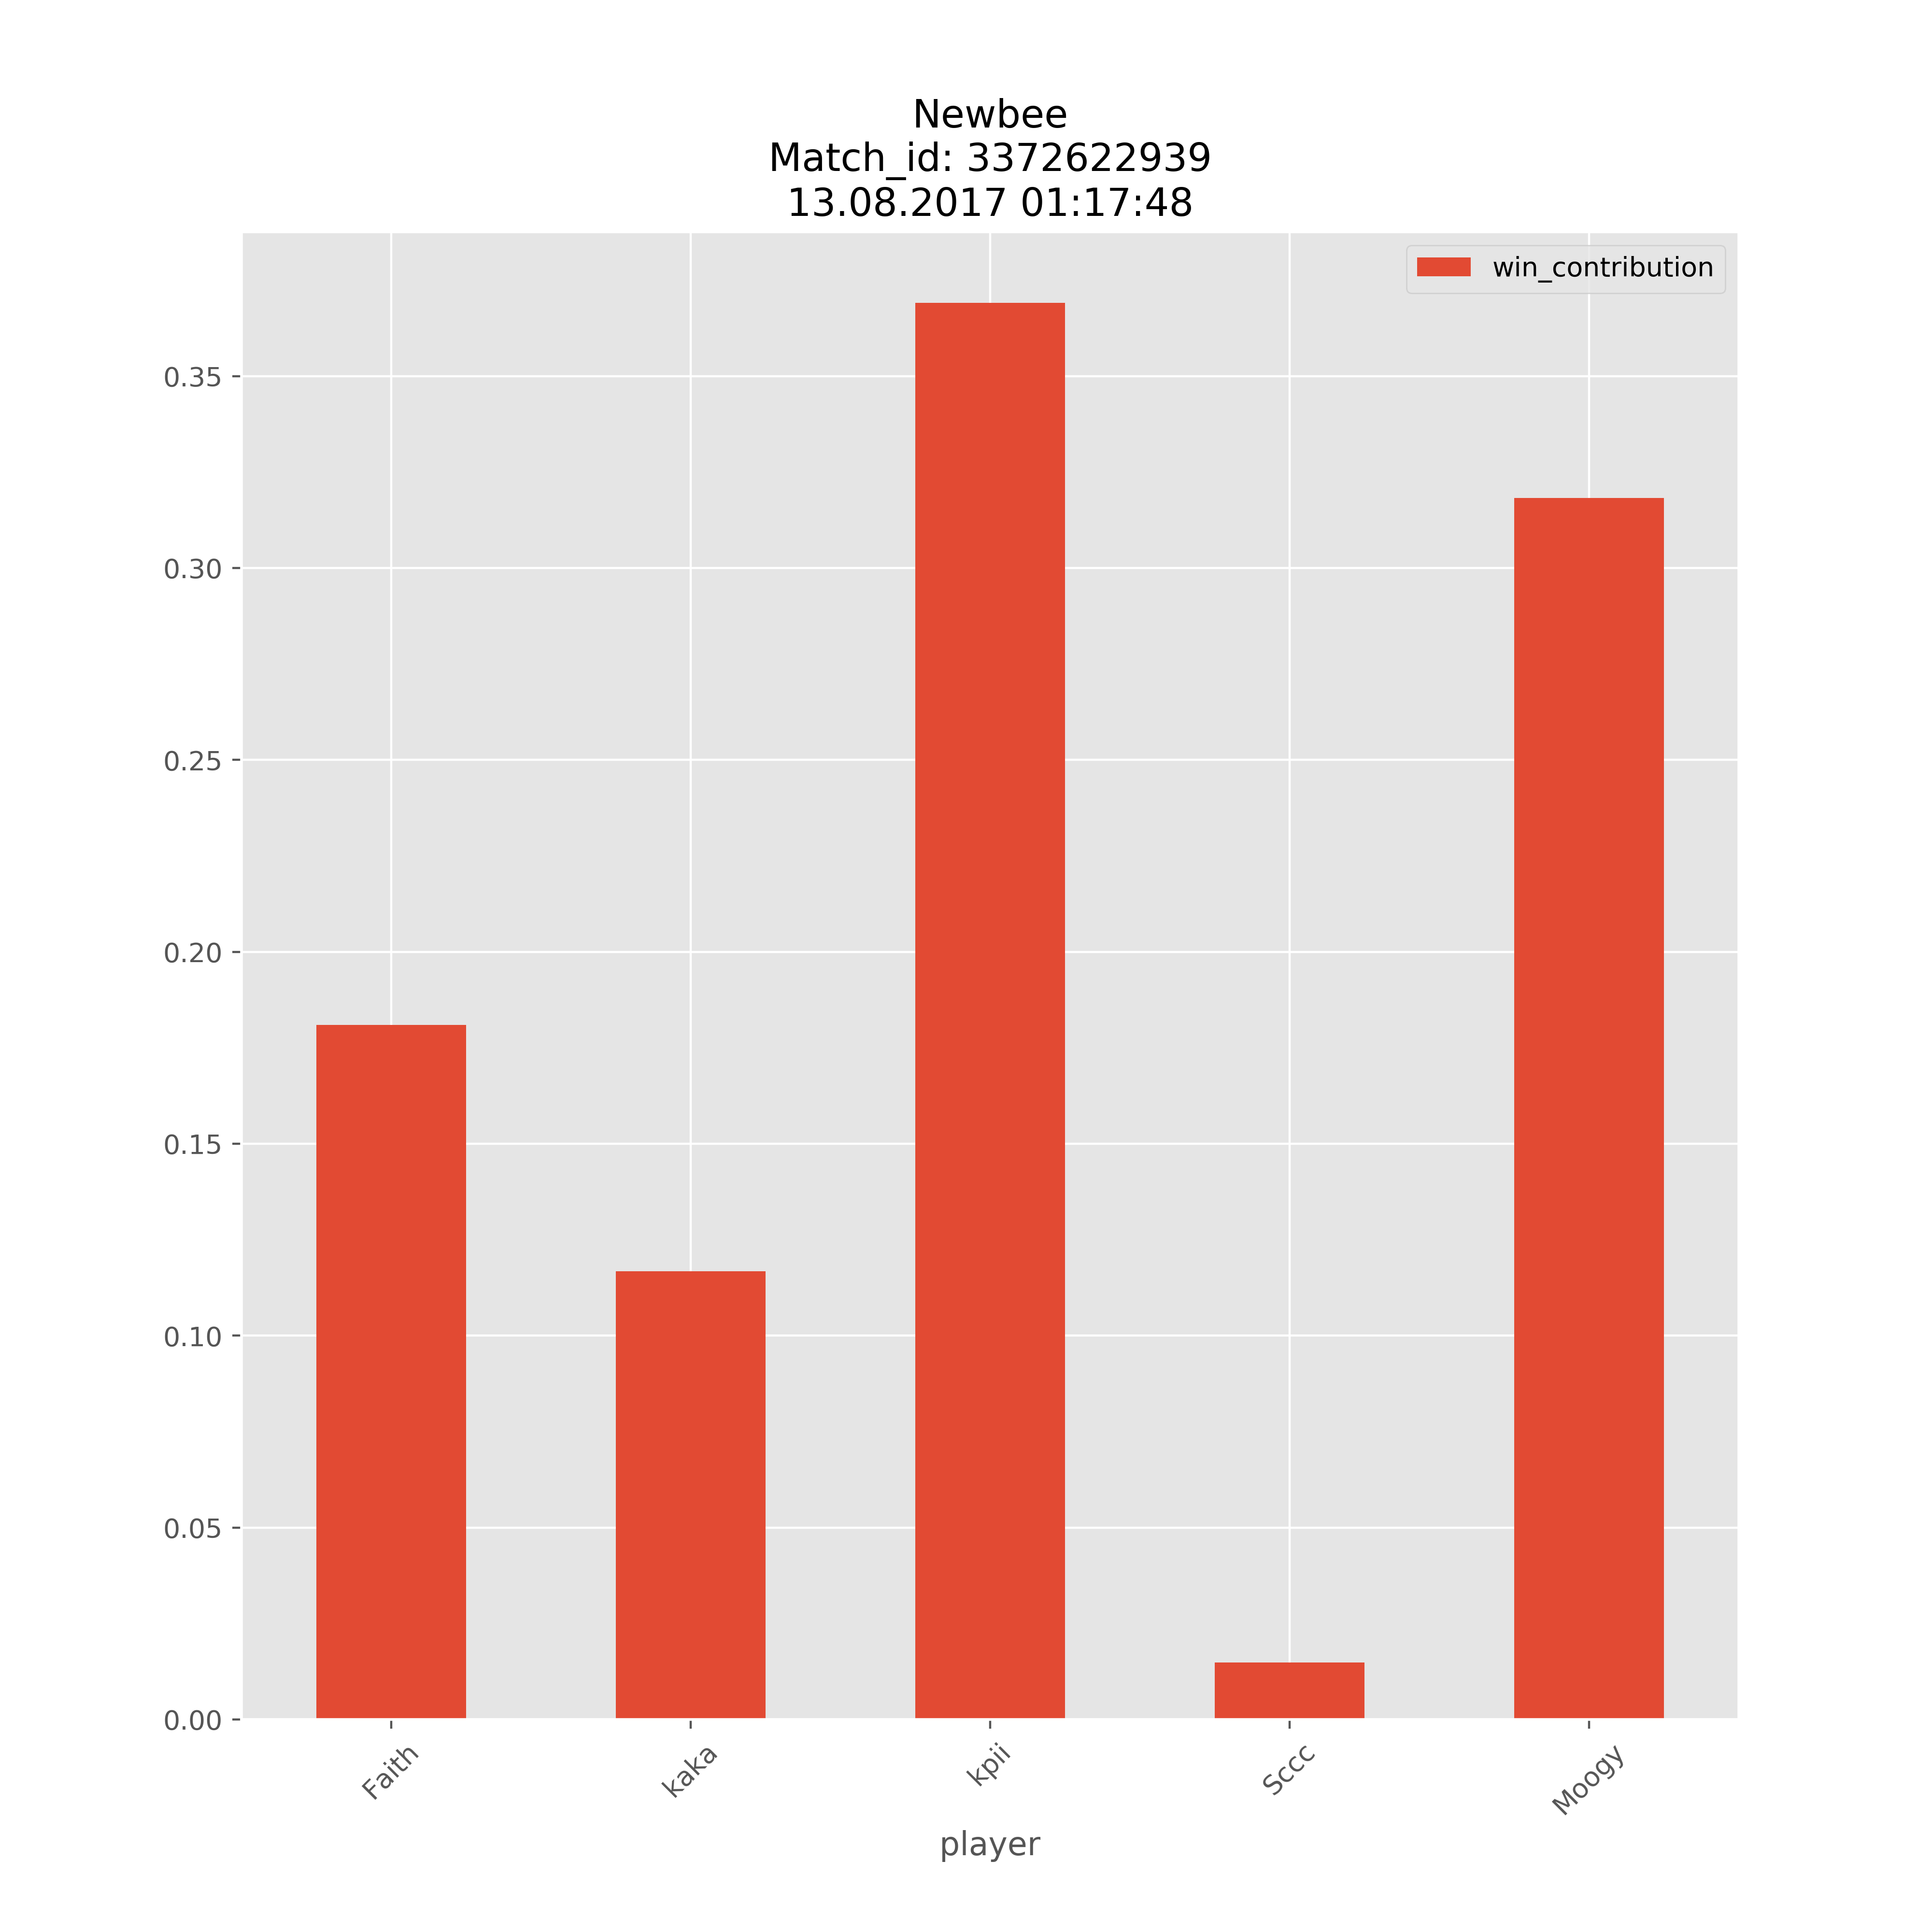 Newbee
Match_id: 3372622939
13.08.2017 01:17:48
win_contribution
0.35
0.30
0.25
0.20
0.15
0.10
0.05
0.00
Faith
kaka
kpii
Sccc
Moogy
player